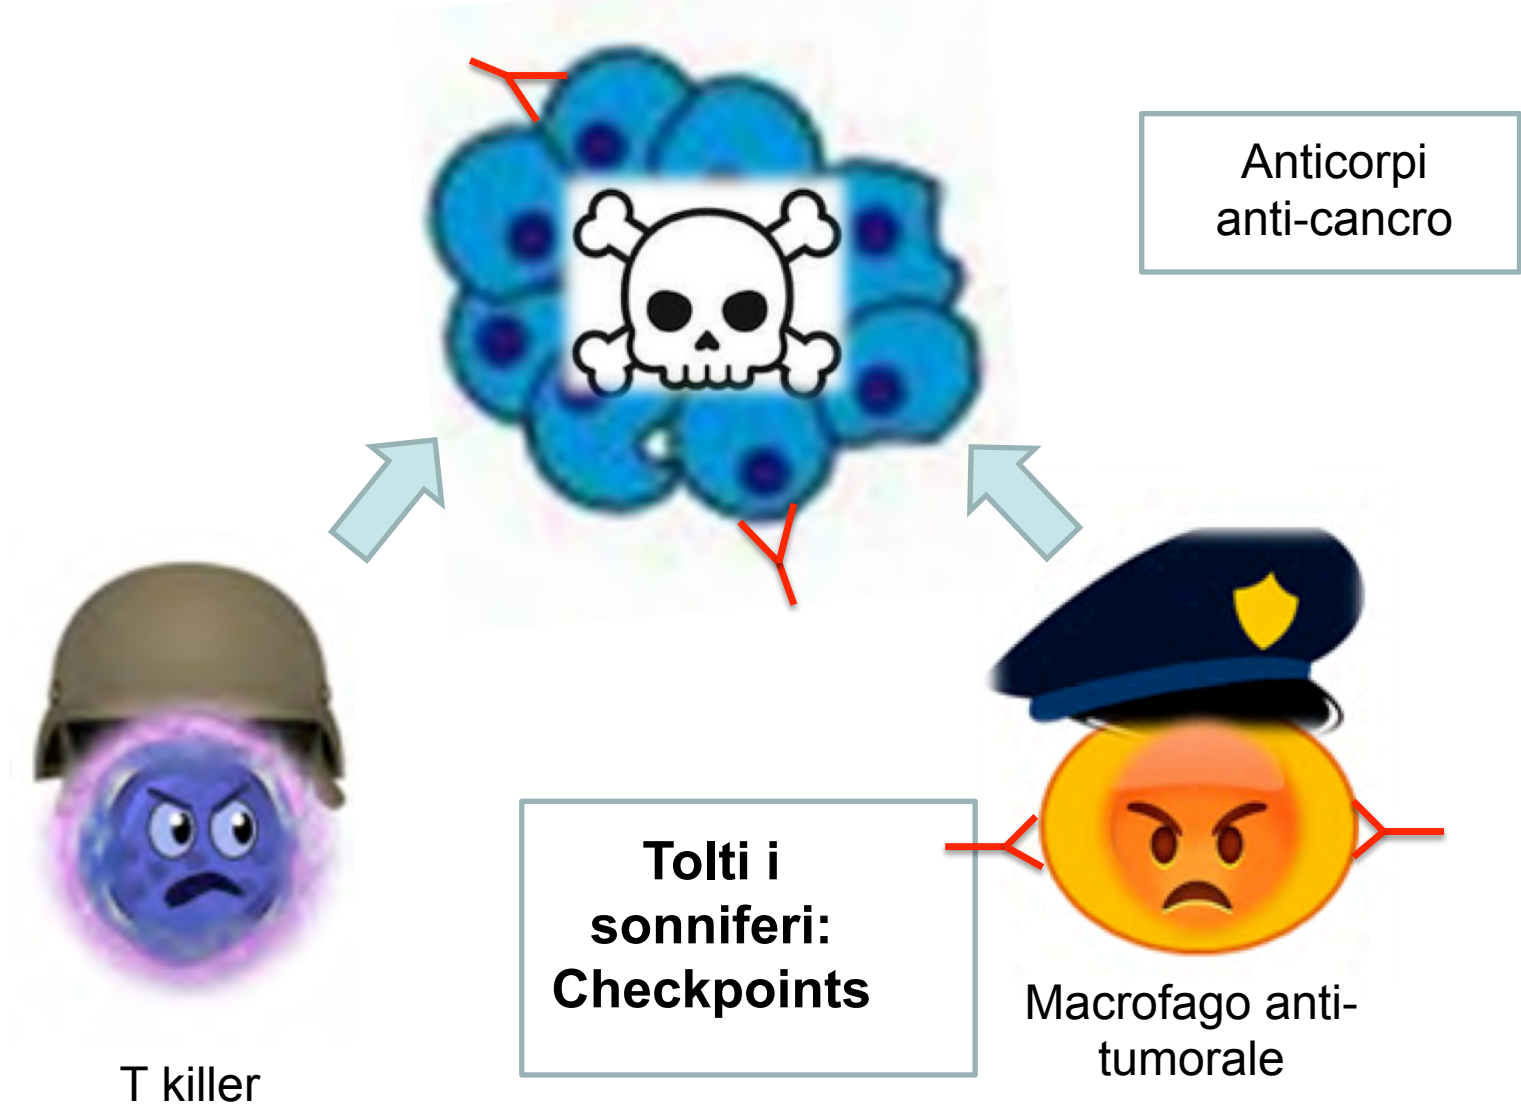 Anticorpi
anti-cancro
Tolti i
sonniferi:
Checkpoints
Macrofago anti-
tumorale
T killer